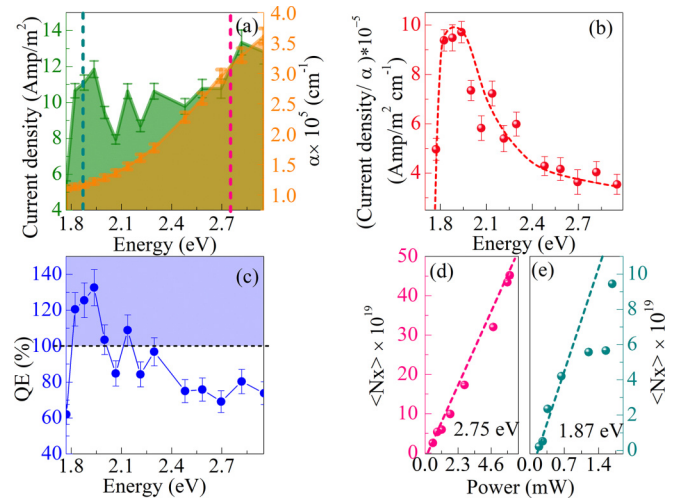 (a)
Current density (Amp/m²)
14
12
10
8
6
4
4.0
3.5
3.0
2.5
2.0
1.5
1.0
α× 10⁵ (cm⁻¹)
1.8 2.1 2.4 2.7
Energy (eV)
(b)
(Current density/ α)*10⁻⁵
(Amp/m² cm⁻¹)
10
8
6
4
1.8 2.1 2.4 2.7
Energy (eV)
(c)
QE (%)
140
120
100
80
60
40
1.8 2.1 2.4 2.7
Energy (eV)
(d)
<Nx> × 10¹⁹
50
40
30
20
10
0
2.75 eV
0.0 2.3 4.6
(e)
10
8
6
4
2
0
<Nx> × 10¹⁹
1.87 eV
0.0 0.7 1.4
Power (mW)